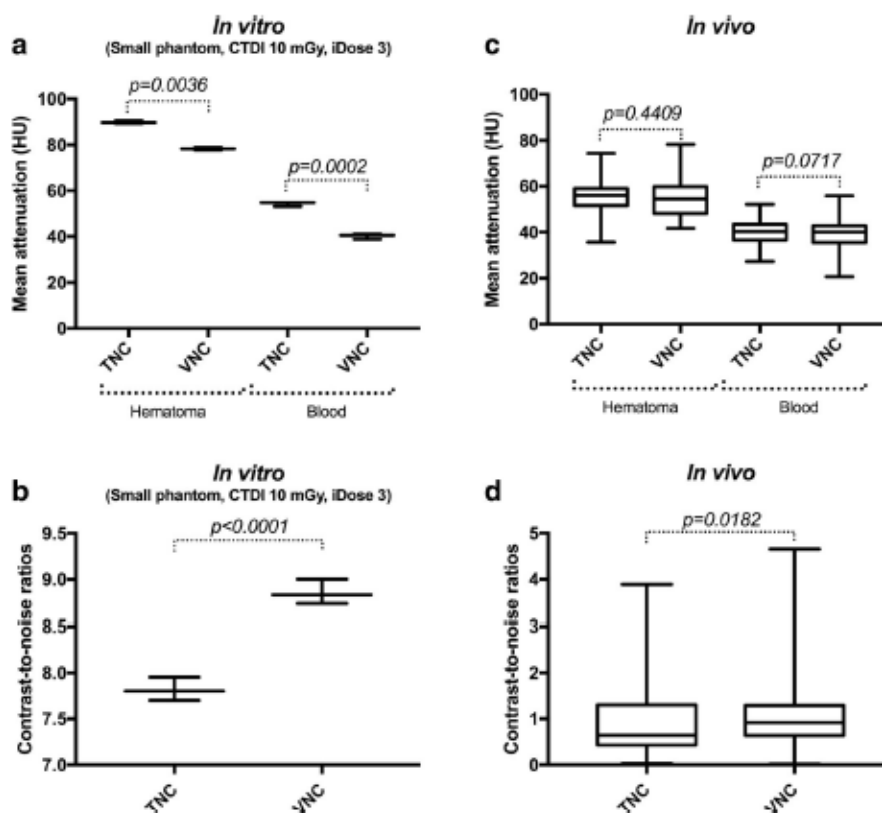 a
In vitro
(Small phantom, CTDI 10 mGy, iDose 3)
Mean attenuation (HU)
100
80
60
40
20
0
p=0.0036
p=0.0002
TNC
VNC
TNC
VNC
Hematoma
Blood
c
In vivo
Mean attenuation (HU)
100
80
60
40
20
0
p=0.4409
p=0.0717
TNC
VNC
TNC
VNC
Hematoma
Blood
b
In vitro
(Small phantom, CTDI 10 mGy, iDose 3)
Contrast-to-noise ratios
9.5
9.0
8.5
8.0
7.5
7.0
p<0.0001
TNC
VNC
d
In vivo
Contrast-to-noise ratios
5
4
3
2
1
0
p=0.0182
TNC
VNC